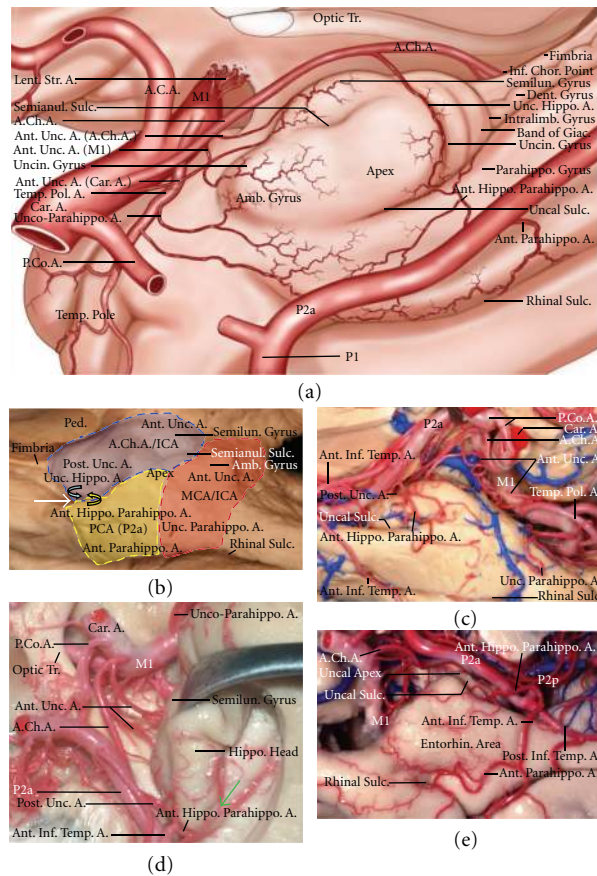 Optic Tr.
A.Ch.A.
Fimbria
Inf. Chor. Point
Semilun. Gyrus
Dent. Gyrus
Unc. Hippo. A.
Intralimb. Gyrus
Band of Giac.
Uncin. Gyrus
Parahippo. Gyrus
Ant. Hippo. Parahippo. A.
Uncal Sulc.
Ant. Parahippo. A.
Rhinal Sulc.
Lent. Str. A.
A.C.A.
M1
Semianul. Sulc.
A.Ch.A.
Ant. Unc. A. (A.Ch.A.)
Ant. Unc. A. (M1)
Uncin. Gyrus
Ant. Unc. A. (Car. A.)
Temp. Pol. A.
Car. A.
Unco-Parahippo. A.
P.Co.A.
Temp. Pole
Amb. Gyrus
Apex
P2a
P1
(a)
Ped.
Ant. Unc. A.
Semilun. Gyrus
A.Ch.A./ICA
Fimbria
Semianul. Sulc.
Amb. Gyrus
Post. Unc. A.
Apex
Unc. Hippo. A.
Ant. Unc. A.
MCA/ICA
Ant. Hippo. Parahippo. A.
PCA (P2a)
Unc. Parahippo. A.
Ant. Parahippo. A.
Rhinal Sulc.
(b)
P2a
P.Co.A.
Car. A.
A.Ch.A.
Ant. Inf. Temp. A.
Ant. Unc. A.
M1
Post. Unc. A.
Temp. Pol. A.
Uncal Sulc.
Ant. Hippo. Parahippo. A.
Unc. Parahippo. A.
Ant. Inf. Temp. A.
Rhinal Sulc.
(c)
Unco-Parahippo. A.
Car. A.
P.Co.A.
M1
Optic Tr.
Semilun. Gyrus
Ant. Unc. A.
A.Ch.A.
Hippo. Head
P2a
Post. Unc. A.
Ant. Hippo. Parahippo. A.
Ant. Inf. Temp. A.
(d)
Ant. Hippo. Parahippo. A.
A.Ch.A.
P2a
Uncal Apex
P2p
Uncal Sulc.
M1
Ant. Inf. Temp. A.
Entorhin. Area
Post. Inf. Temp. A.
Ant. Parahippo. A.
Rhinal Sulc.
(e)